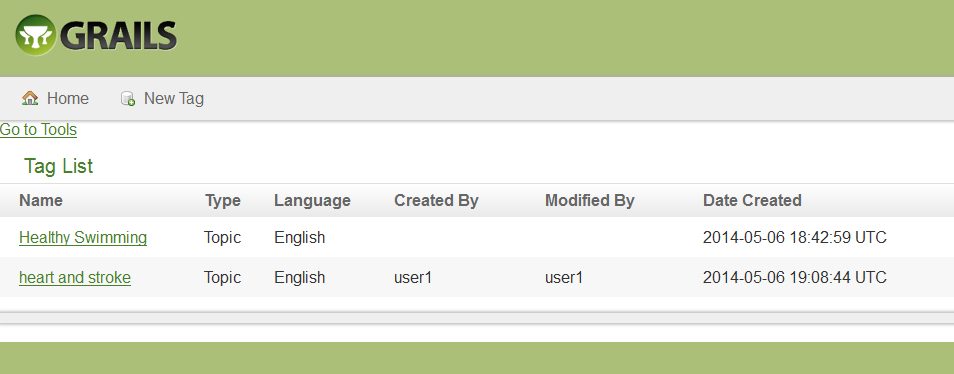 GRAILS
Home New Tag
Go to Tools
Tag List
Name Type Language Created By Modified By Date Created
Healthy Swimming Topic English 2014-05-06 18:42:59 UTC
heart and stroke Topic English user1 user1 2014-05-06 19:08:44 UTC